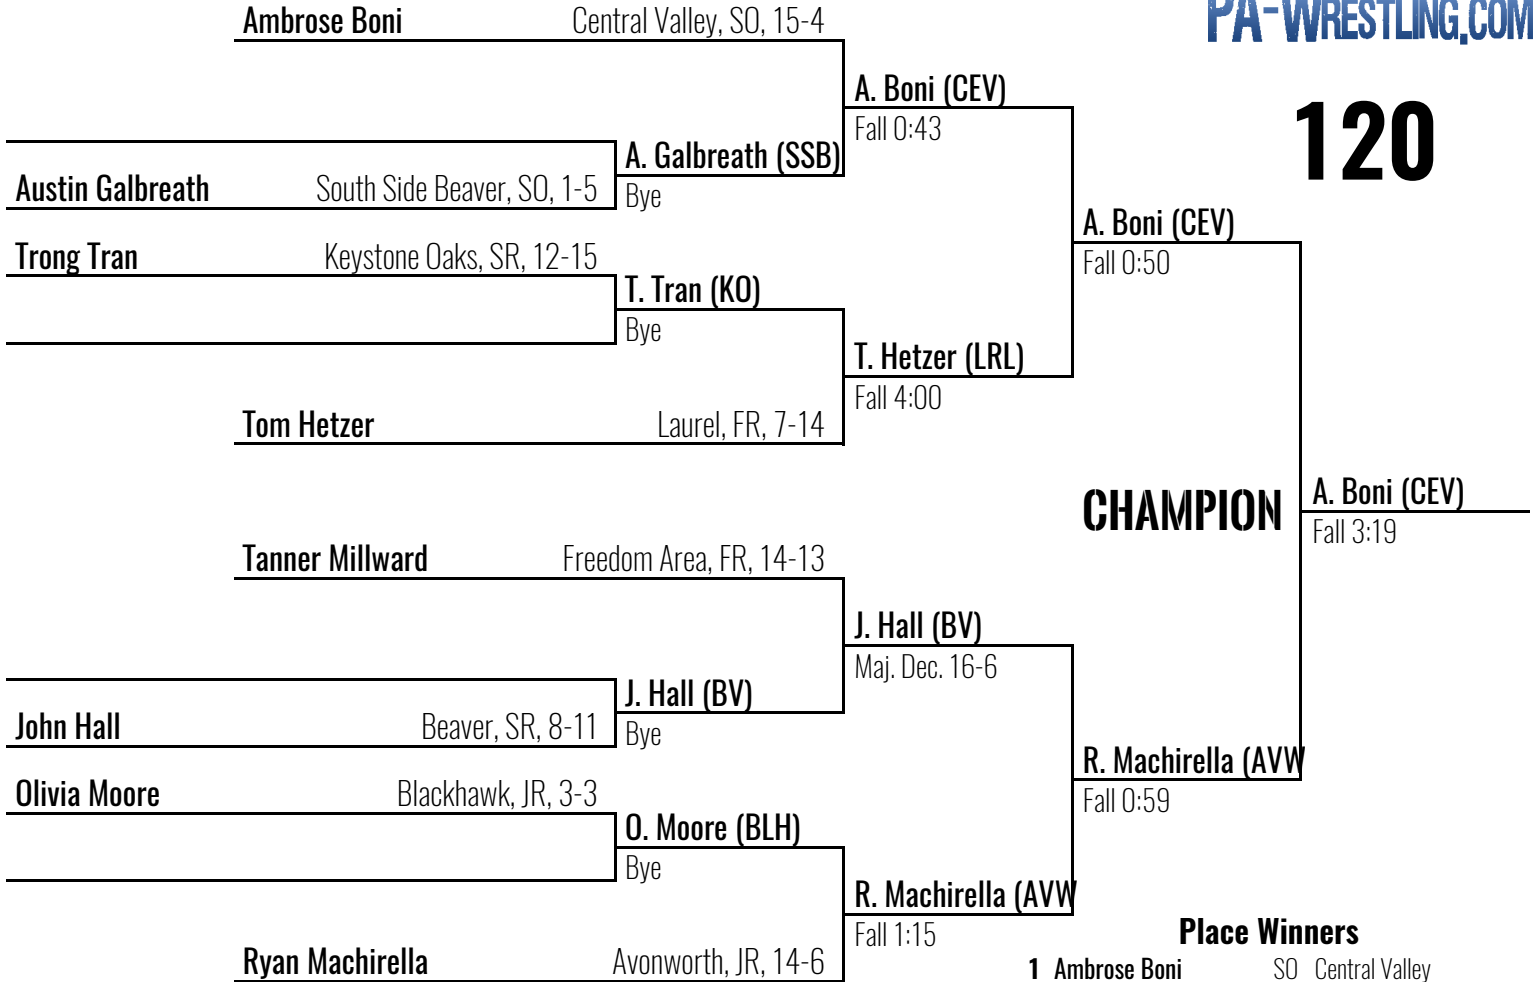 PA-WRESTLING.COM
120
Ambrose Boni Central Valley, SO, 15-4
A. Boni (CEV)
Fall 0:43
A. Galbreath (SSB)
Bye
Austin Galbreath South Side Beaver, SO, 1-5
Trong Tran Keystone Oaks, SR, 12-15
T. Tran (KO)
Bye
A. Boni (CEV)
Fall 0:50
T. Hetzer (LRL)
Fall 4:00
Tom Hetzer Laurel, FR, 7-14
CHAMPION
A. Boni (CEV)
Fall 3:19
Tanner Millward Freedom Area, FR, 14-13
J. Hall (BV)
Maj. Dec. 16-6
J. Hall (BV)
Bye
John Hall Beaver, SR, 8-11
Olivia Moore Blackhawk, JR, 3-3
O. Moore (BLH)
Bye
R. Machirella (AVW
Fall 0:59
R. Machirella (AVW
Fall 1:15
Ryan Machirella Avonworth, JR, 14-6
Place Winners
1 Ambrose Boni SO Central Valley